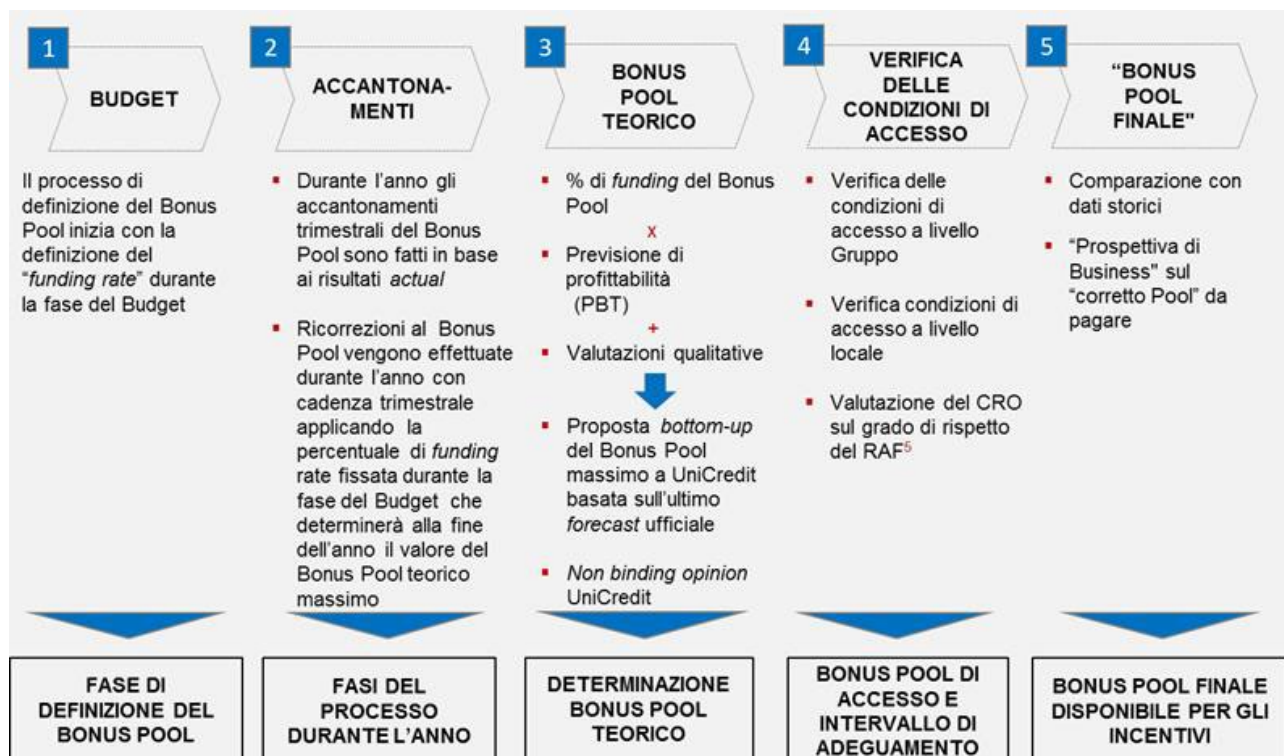 1
BUDGET
Il processo di
definizione del Bonus
Pool inizia con la
definizione del
“funding rate” durante
la fase del Budget
FASE DI
DEFINIZIONE DEL
BONUS POOL
2
ACCANTONA-
MENTI
▪ Durante l’anno gli
accantonamenti
trimestrali del Bonus
Pool sono fatti in base
ai risultati actual
▪ Ricorrezioni al Bonus
Pool vengono effettuate
durante l’anno con
cadenza trimestrale
applicando la
percentuale di funding
rate fissata durante la
fase del Budget che
determinerà alla fine
dell’anno il valore del
Bonus Pool teorico
massimo
FASI DEL
PROCESSO
DURANTE L’ANNO
3
BONUS
POOL
TEORICO
▪ % di funding del Bonus
Pool
x
▪ Previsione di
profittabilità
(PBT)
+
▪ Valutazioni qualitative
▪ Proposta bottom-up
del Bonus Pool
massimo a UniCredit
basata sull’ultimo
forecast ufficiale
▪ Non binding opinion
UniCredit
DETERMINAZIONE
BONUS POOL
TEORICO
4
VERIFICA
DELLE
CONDIZIONI DI
ACCESSO
▪ Verifica delle
condizioni di
accesso a livello
Gruppo
▪ Verifica condizioni di
accesso a livello
locale
▪ Valutazione del CRO
sul grado di rispetto
del RAF5
BONUS POOL DI
ACCESSO E
INTERVALLO DI
ADEGUAMENTO
5
“BONUS
POOL
FINALE"
▪ Comparazione con
dati storici
▪ “Prospettiva di
Business" sul
“corretto Pool” da
pagare
BONUS POOL FINALE
DISPONIBILE PER GLI
INCENTIVI